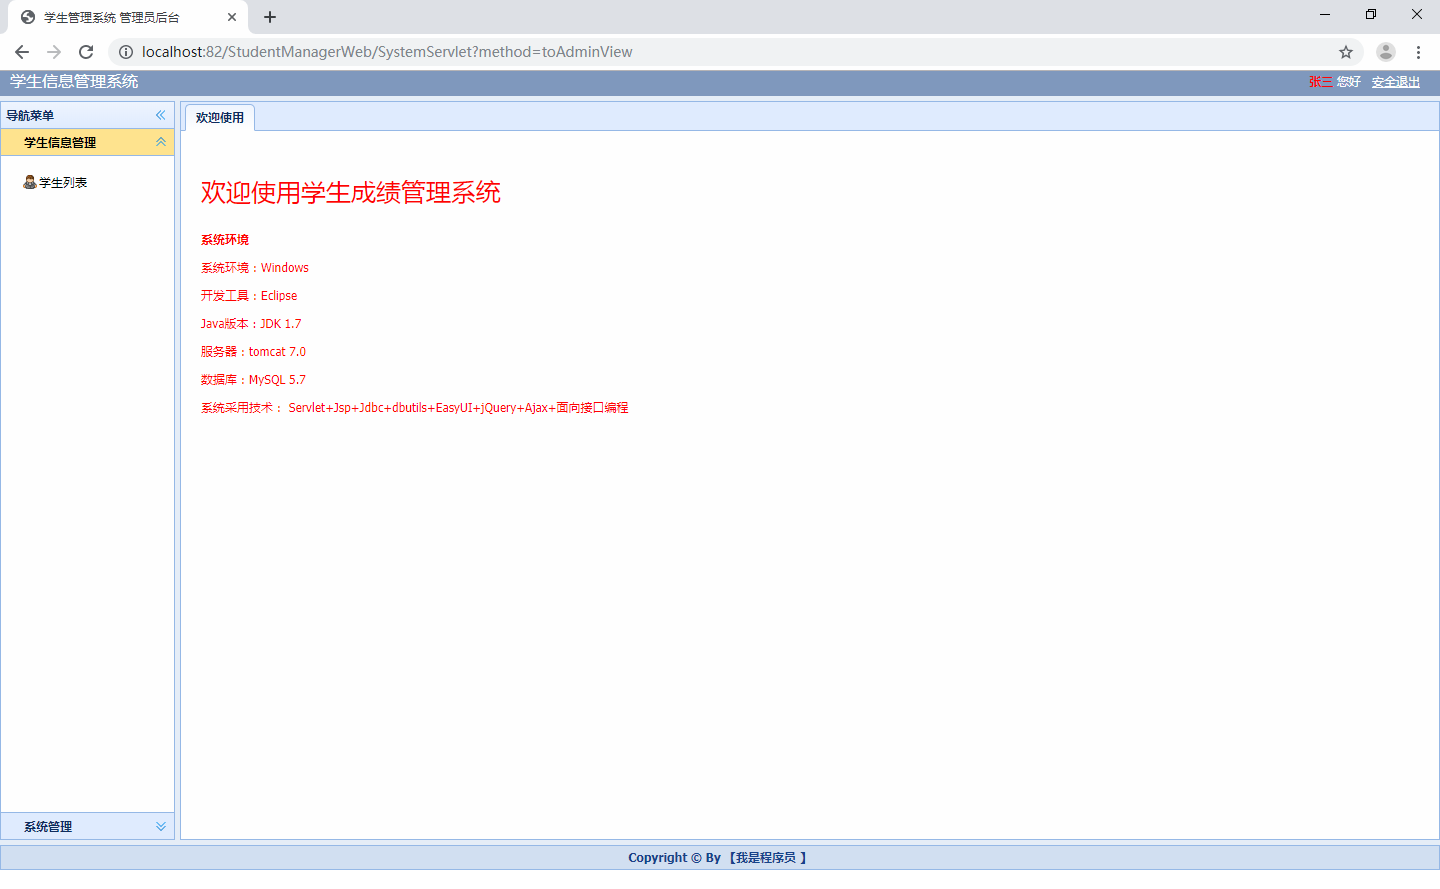 学生管理系统 管理员后台
localhost:82/StudentManagerWeb/SystemServlet?method=toAdminView
学生信息管理系统
张三 您好 安全退出
导航菜单
欢迎使用
学生信息管理
学生列表
欢迎使用学生成绩管理系统
系统环境
系统环境：Windows
开发工具：Eclipse
Java版本：JDK 1.7
服务器：tomcat 7.0
数据库：MySQL 5.7
系统采用技术： Servlet+Jsp+Jdbc+dbutils+EasyUI+jQuery+Ajax+面向接口编程
系统管理
Copyright © By 【我是程序员 】